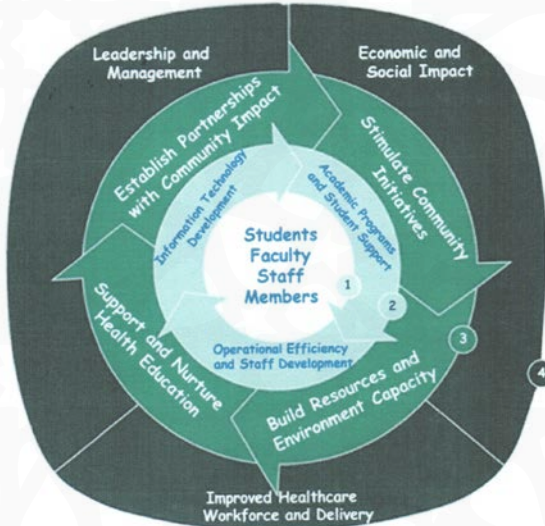 Leadership and
Management
Economic and
Social Impact
Establish Partnerships
with Community Impact
Stimulate Community
Initiatives
Information Technology
Development
Academic Programs
and Student Support
Students
Faculty
Staff
Members
1
2
3
4
Operational Efficiency
and Staff Development
Support and Nurture
Health Education
Build Resources and
Environment Capacity
Improved Healthcare
Workforce and Delivery